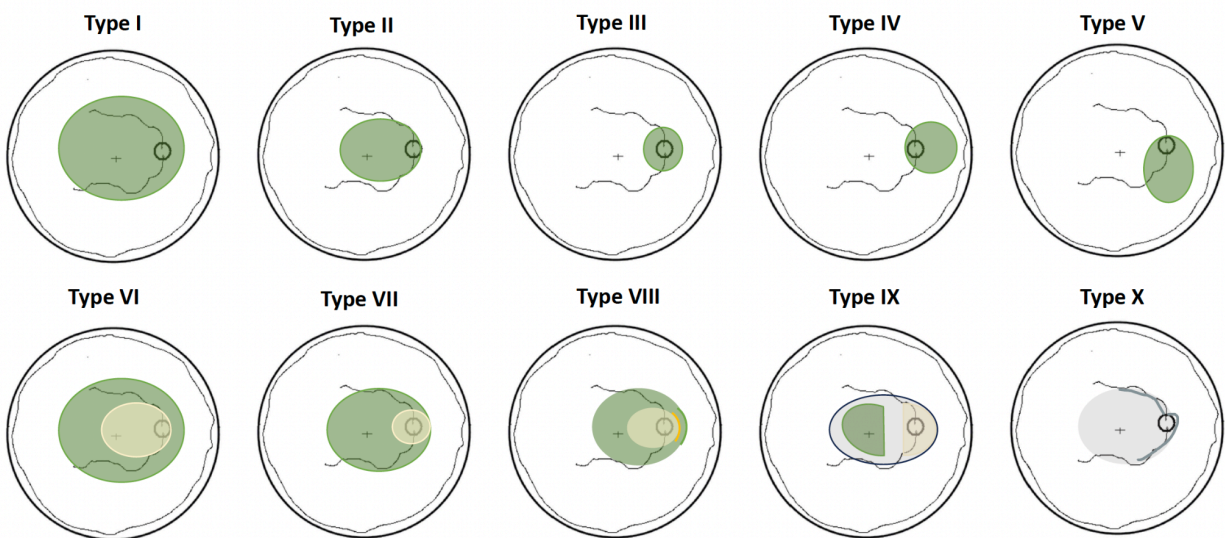 Type I
Type II
Type III
Type IV
Type V
Type VI
Type VII
Type VIII
Type IX
Type X